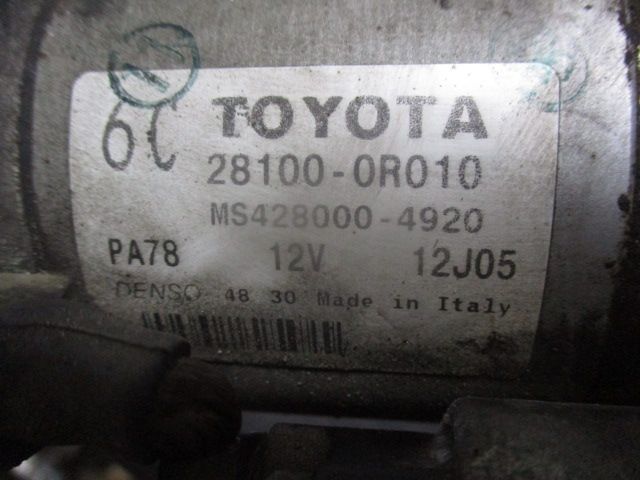 6C TOYOTA
28100-0R010
MS428000-4920
PA78 12V 12J05
DENSO 48 30 Made in Italy